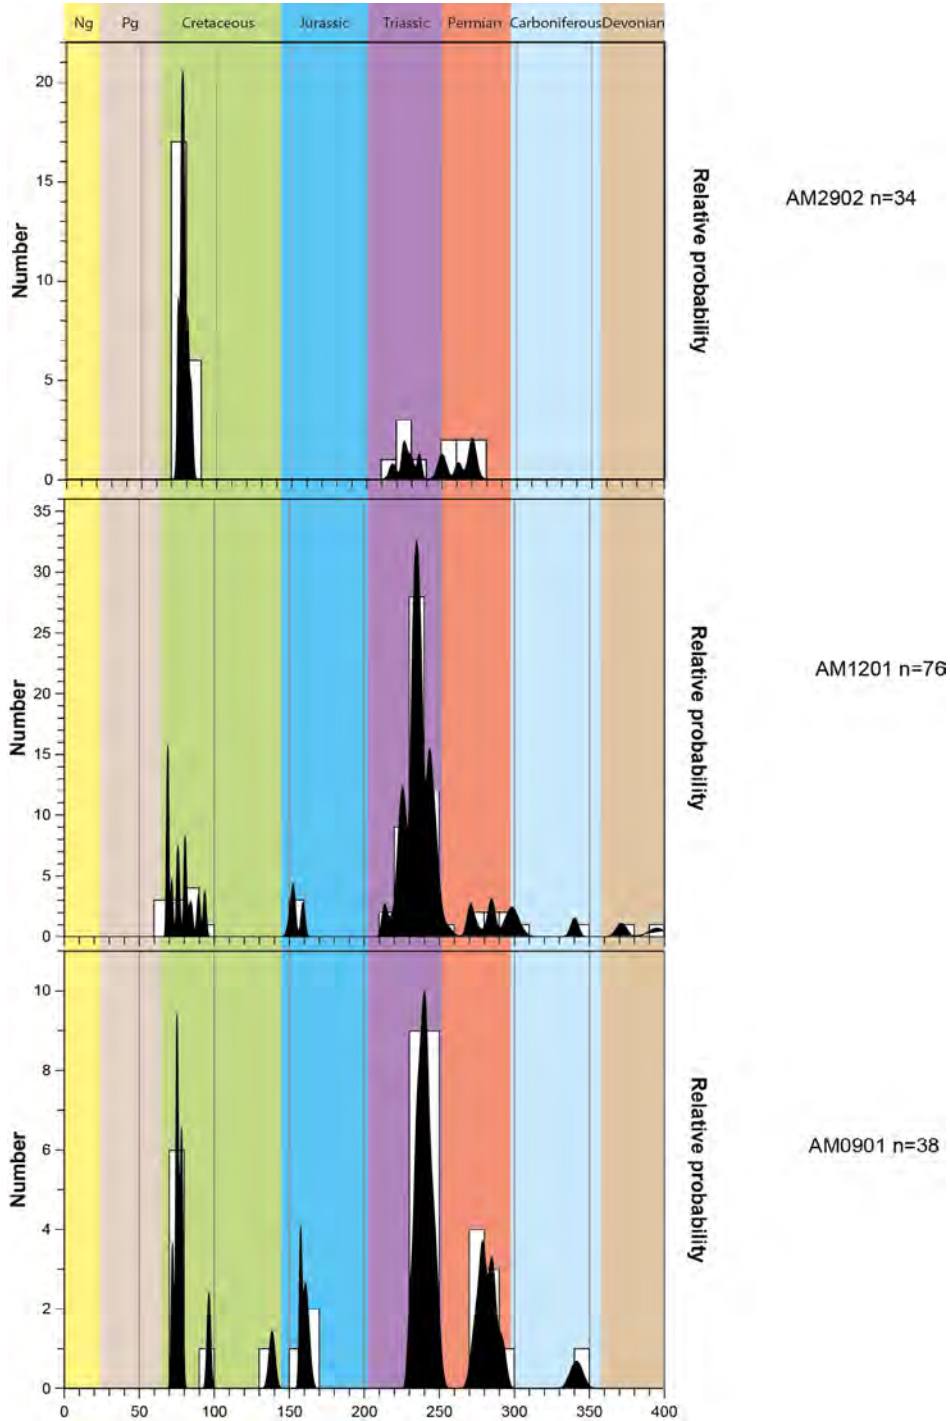 Ng Pg Cretaceous Jurassic Triassic Permian Carboniferous Devonian
20
15
10
5
0
Number
Relative probability
AM2902 n=34
35
30
25
20
15
10
5
0
Number
Relative probability
AM1201 n=76
10
8
6
4
2
0
Number
Relative probability
AM0901 n=38
0 50 100 150 200 250 300 350 400